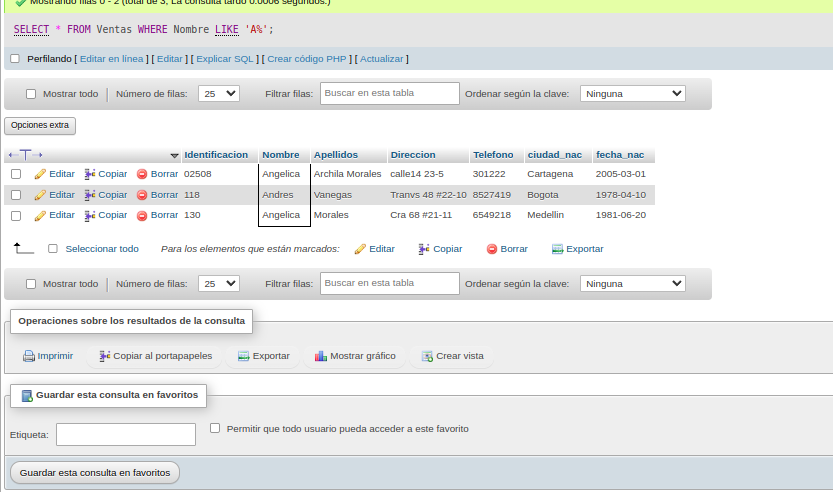 Mostrando filas 0 - 2 (total de 3, La consulta tardó 0.0006 segundos.)
SELECT * FROM Ventas WHERE Nombre LIKE 'A%';
Perfilando [ Editar en línea ] [ Editar ] [ Explicar SQL ] [ Crear código PHP ] [ Actualizar ]
Mostrar todo Número de filas: 25 Filtrar filas: Buscar en esta tabla Ordenar según la clave: Ninguna
Opciones extra
←T→ Identificacion Nombre Apellidos Direccion Telefono ciudad_nac fecha_nac
Editar Copiar Borrar 02508 Angelica Archila Morales calle14 23-5 301222 Cartagena 2005-03-01
Editar Copiar Borrar 118 Andres Vanegas Tranvs 48 #22-10 8527419 Bogota 1978-04-10
Editar Copiar Borrar 130 Angelica Morales Cra 68 #21-11 6549218 Medellin 1981-06-20
Seleccionar todo Para los elementos que están marcados: Editar Copiar Borrar Exportar
Mostrar todo Número de filas: 25 Filtrar filas: Buscar en esta tabla Ordenar según la clave: Ninguna
Operaciones sobre los resultados de la consulta
Imprimir Copiar al portapapeles Exportar Mostrar gráfico Crear vista
Guardar esta consulta en favoritos
Etiqueta: Permitir que todo usuario pueda acceder a este favorito
Guardar esta consulta en favoritos